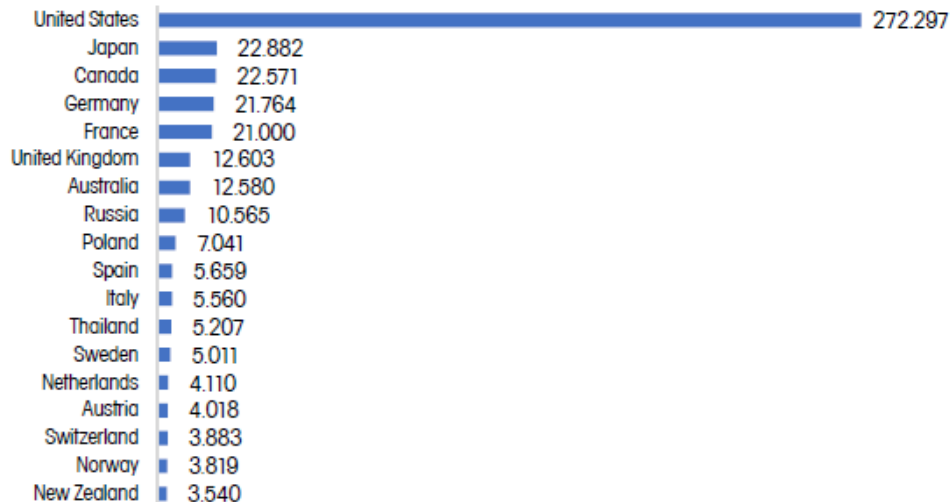 United States 272.297
Japan 22.882
Canada 22.571
Germany 21.764
France 21.000
United Kingdom 12.603
Australia 12.580
Russia 10.565
Poland 7.041
Spain 5.659
Italy 5.560
Thailand 5.207
Sweden 5.011
Netherlands 4.110
Austria 4.018
Switzerland 3.883
Norway 3.819
New Zealand 3.540